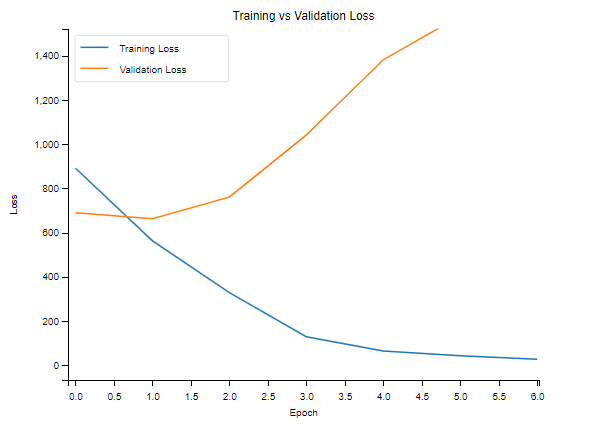 Training vs Validation Loss
Training Loss
Validation Loss
1,400
1,200
1,000
800
600
400
200
0
Loss
0.0 0.5 1.0 1.5 2.0 2.5 3.0 3.5 4.0 4.5 5.0 5.5 6.0
Epoch